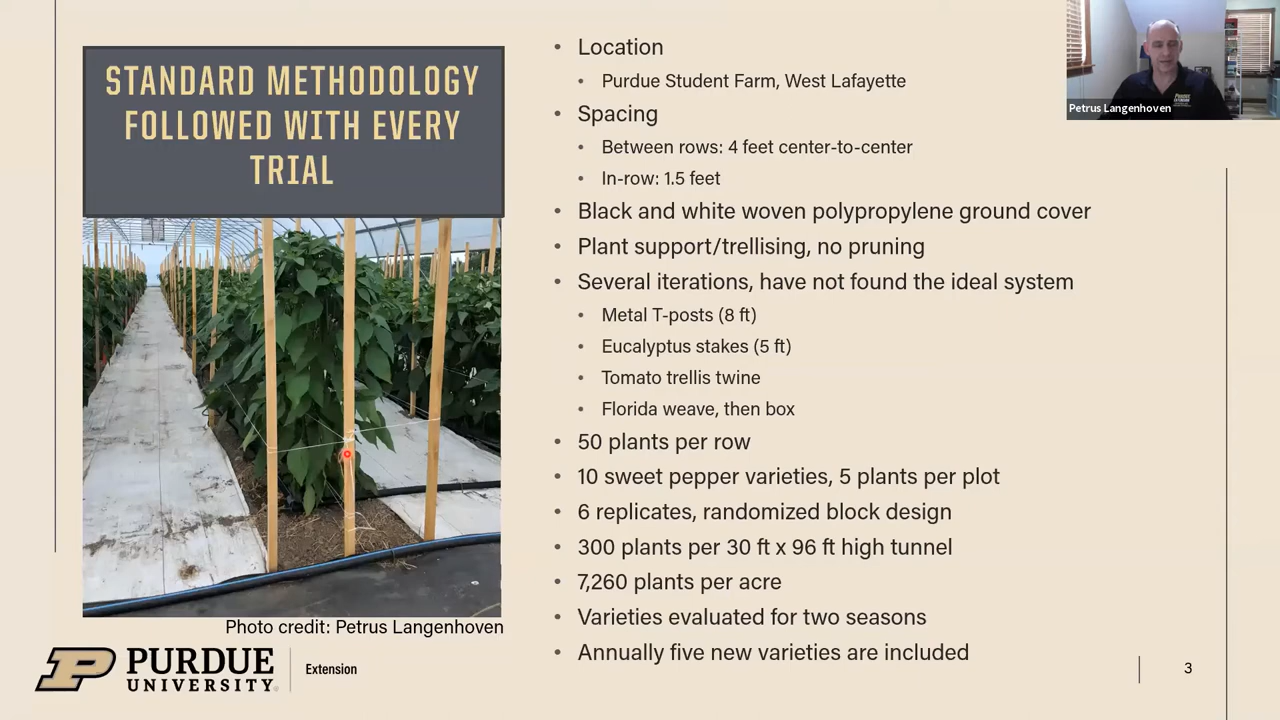 STANDARD METHODOLOGY
FOLLOWED WITH EVERY
TRIAL
Photo credit: Petrus Langenhoven
PURDUE
UNIVERSITY
Extension
• Location
• Purdue Student Farm, West Lafayette
• Spacing
• Between rows: 4 feet center-to-center
• In-row: 1.5 feet
• Black and white woven polypropylene ground cover
• Plant support/trellising, no pruning
• Several iterations, have not found the ideal system
• Metal T-posts (8 ft)
• Eucalyptus stakes (5 ft)
• Tomato trellis twine
• Florida weave, then box
• 50 plants per row
• 10 sweet pepper varieties, 5 plants per plot
• 6 replicates, randomized block design
• 300 plants per 30 ft x 96 ft high tunnel
• 7,260 plants per acre
• Varieties evaluated for two seasons
• Annually five new varieties are included
3
Petrus Langenhoven